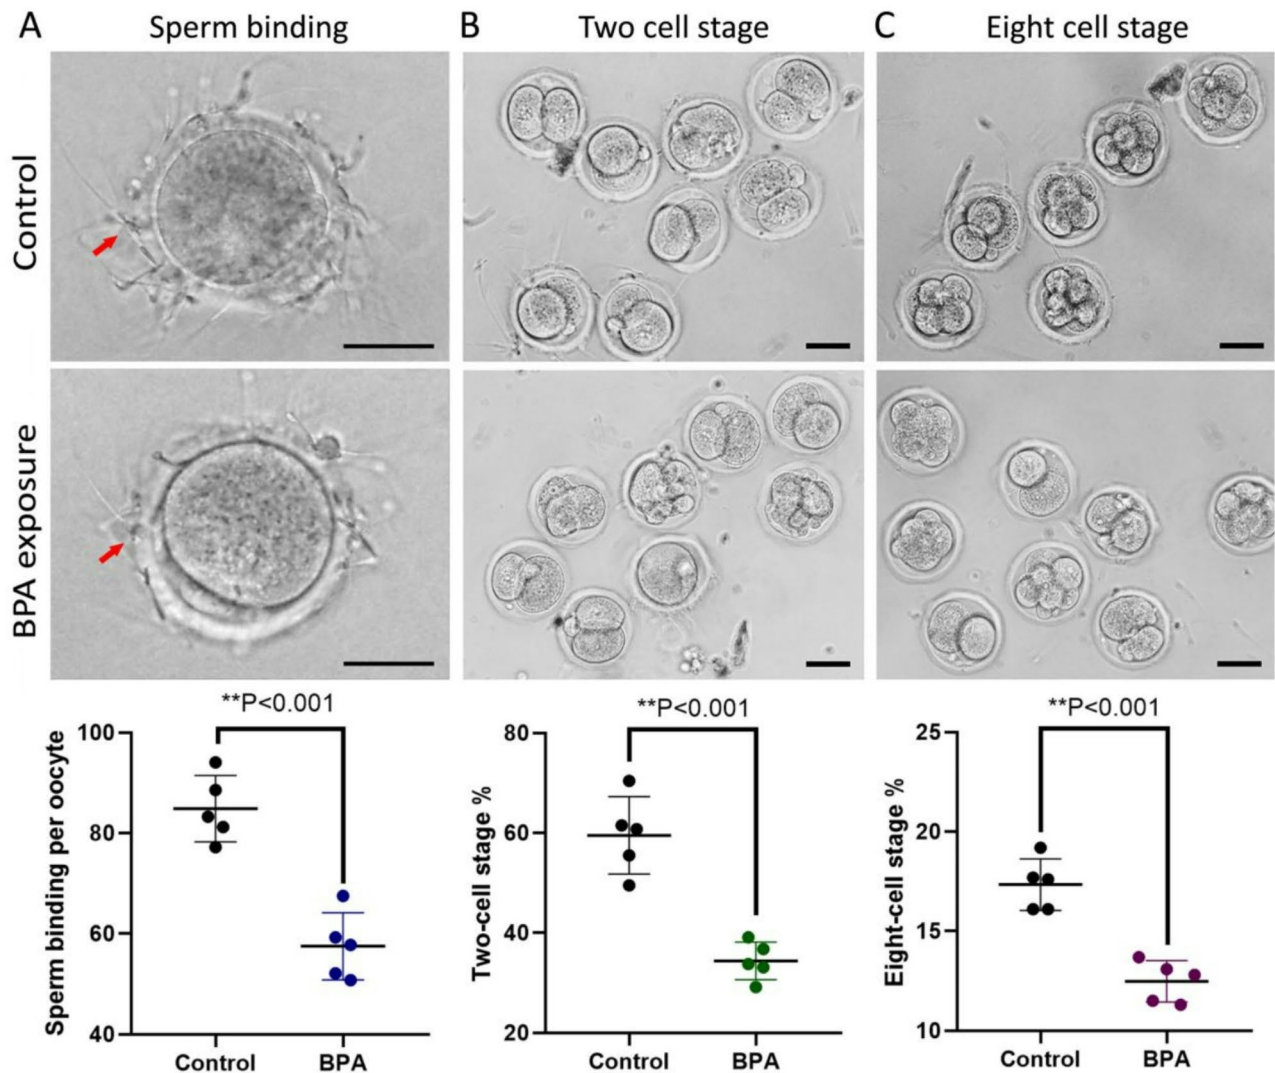 A Sperm binding
B Two cell stage
C Eight cell stage
Control
BPA exposure
**P<0.001
100
80
60
40
Sperm binding per oocyte
Control BPA
**P<0.001
80
60
40
20
Two-cell stage %
Control BPA
**P<0.001
25
20
15
10
Eight-cell stage %
Control BPA